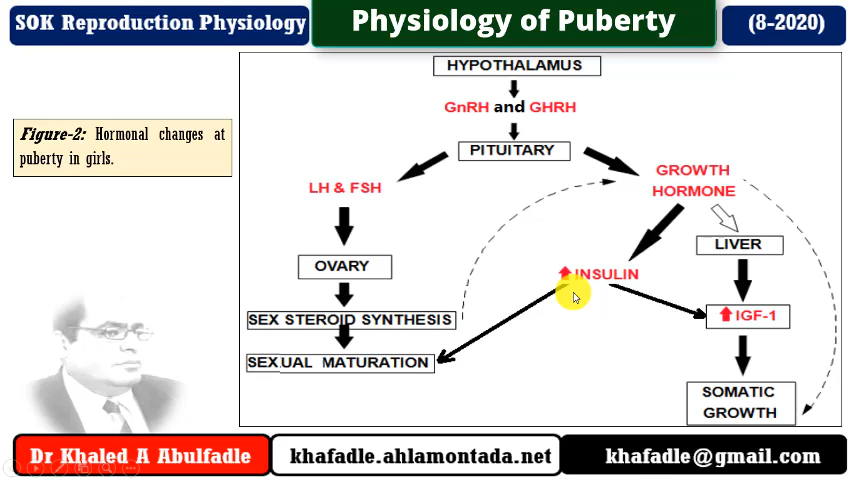 SOK Reproduction Physiology
Physiology of Puberty
(8-2020)
Figure-2: Hormonal changes at
puberty in girls.
HYPOTHALAMUS
GnRH and GHRH
PITUITARY
LH & FSH
GROWTH
HORMONE
OVARY
LIVER
INSULIN
SEX STEROID SYNTHESIS
IGF-1
SEXUAL MATURATION
SOMATIC
GROWTH
Dr Khaled A Abulfadle
khafadle.ahlamontada.net
khafadle@gmail.com